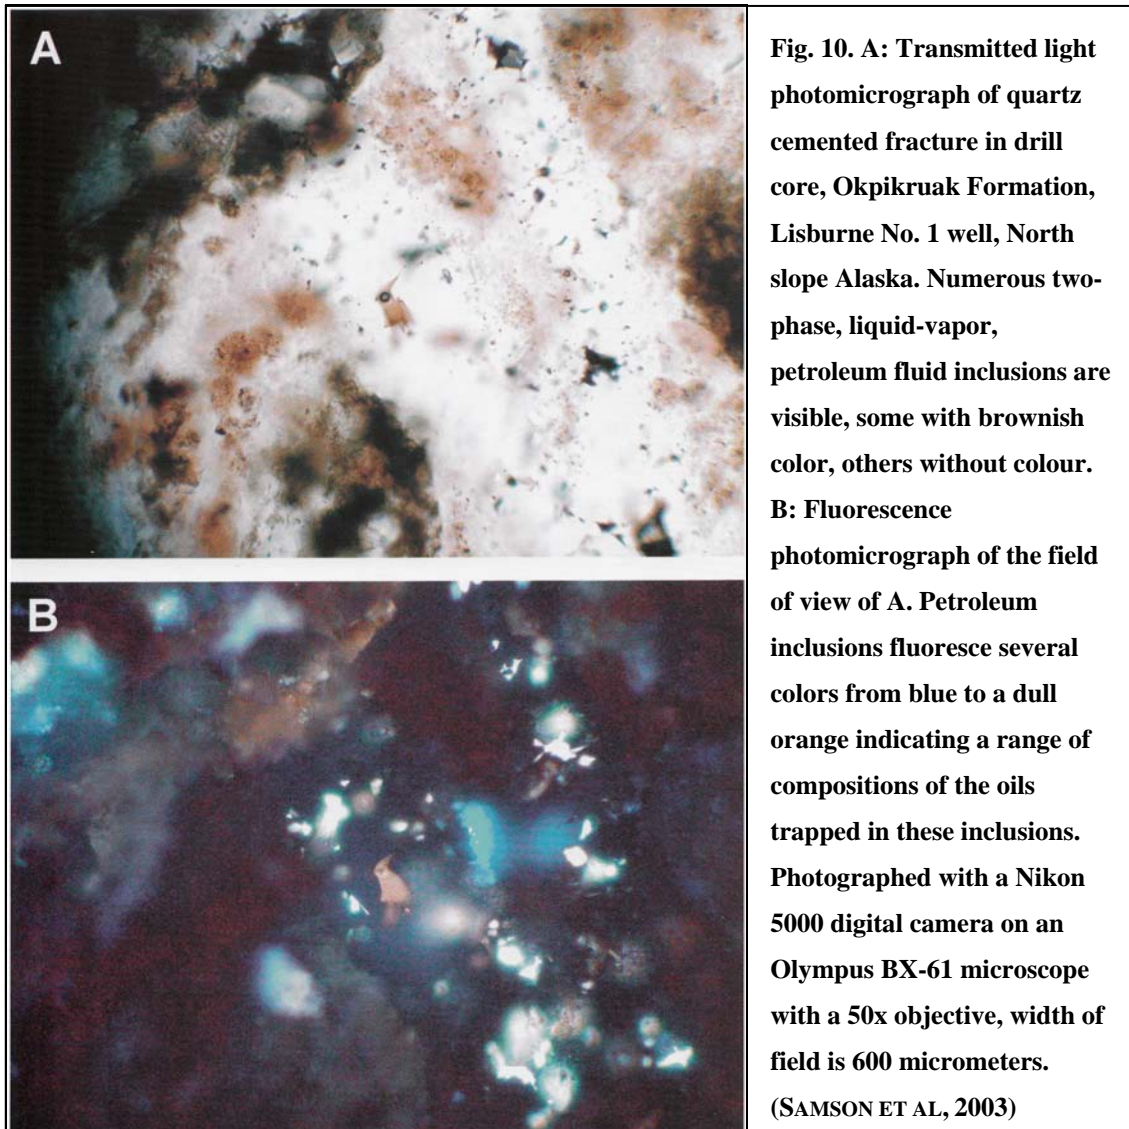 A
B
Fig. 10. A: Transmitted light
photomicrograph of quartz
cemented fracture in drill
core, Okpikruak Formation,
Lisburne No. 1 well, North
slope Alaska. Numerous two-
phase, liquid-vapor,
petroleum fluid inclusions are
visible, some with brownish
color, others without colour.
B: Fluorescence
photomicrograph of the field
of view of A. Petroleum
inclusions fluoresce several
colors from blue to a dull
orange indicating a range of
compositions of the oils
trapped in these inclusions.
Photographed with a Nikon
5000 digital camera on an
Olympus BX-61 microscope
with a 50x objective, width of
field is 600 micrometers.
(SAMSON ET AL, 2003)